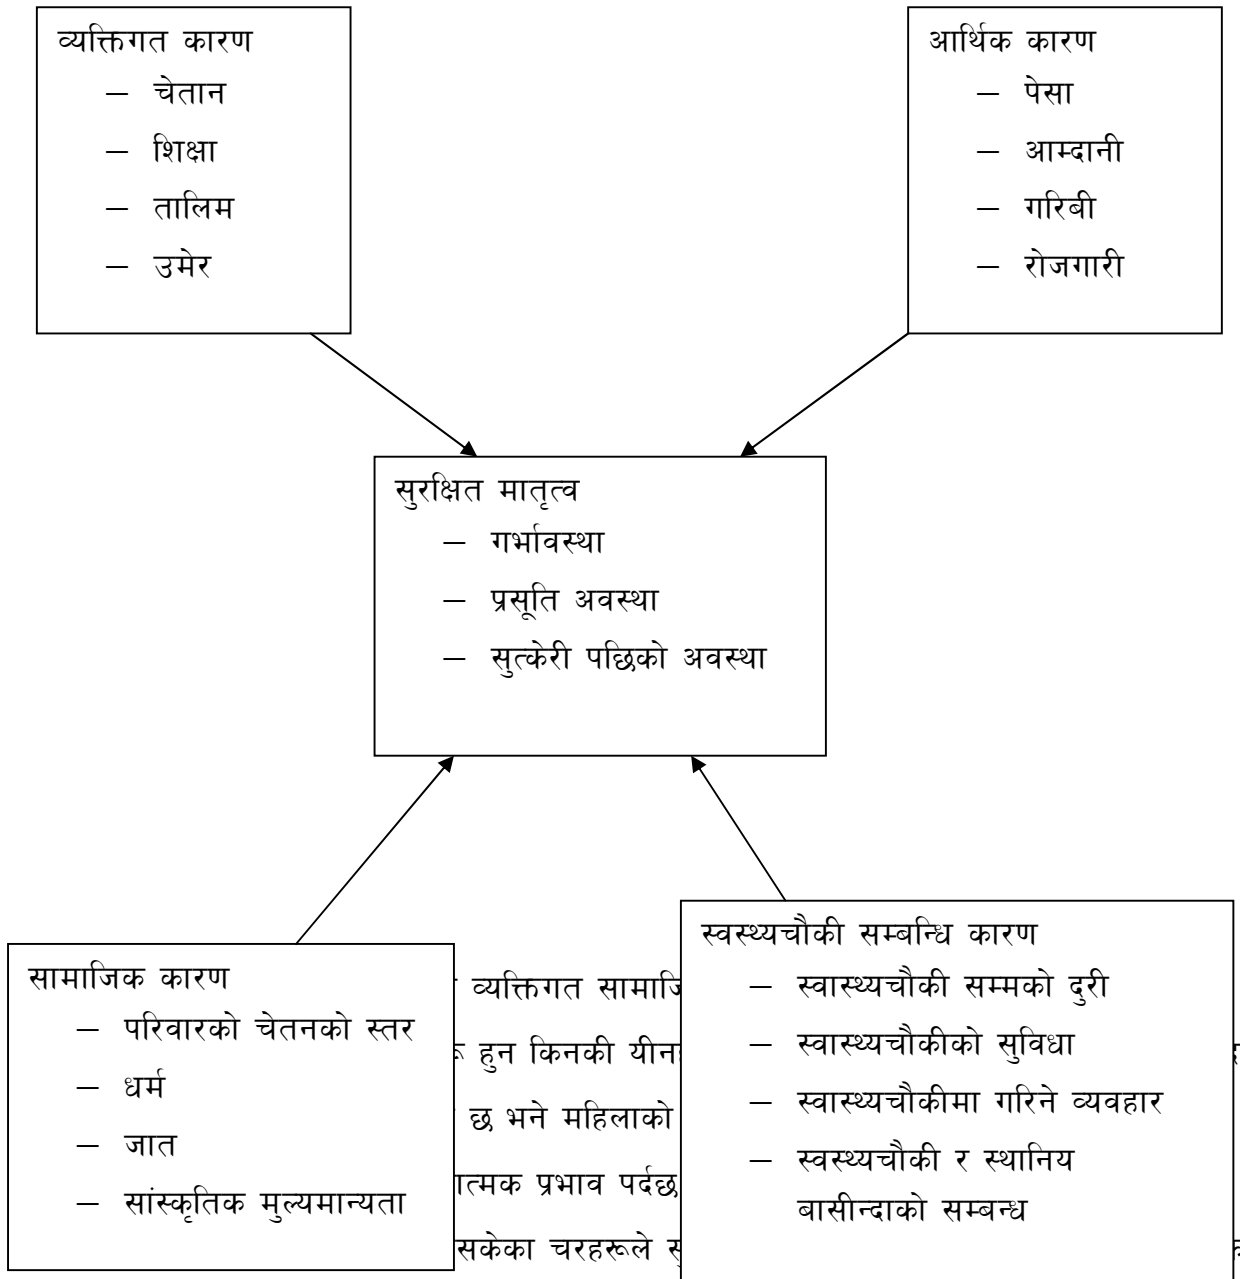 व्यक्तिगत कारण
– चेतान
– शिक्षा
– तालिम
– उमेर
आर्थिक कारण
– पेसा
– आम्दानी
– गरिबी
– रोजगारी
सुरक्षित मातृत्व
– गर्भावस्था
– प्रसूति अवस्था
– सुत्केरी पछिको अवस्था
सामाजिक कारण
– परिवारको चेतनको स्तर
– धर्म
– जात
– सांस्कृतिक मुल्यमान्यता
व्यक्तिगत
हुन किनकी
छ भने महिलाको
प्रभाव पर्दछ
चरहरूले
स्वस्थ्यचौकी सम्बन्धि कारण
– स्वास्थ्यचौकी सम्मको दुरी
– स्वास्थ्यचौकीको सुविधा
– स्वास्थ्यचौकीमा गरिने व्यवहार
– स्वस्थ्यचौकी र स्थानिय
बासीन्दाको सम्बन्ध